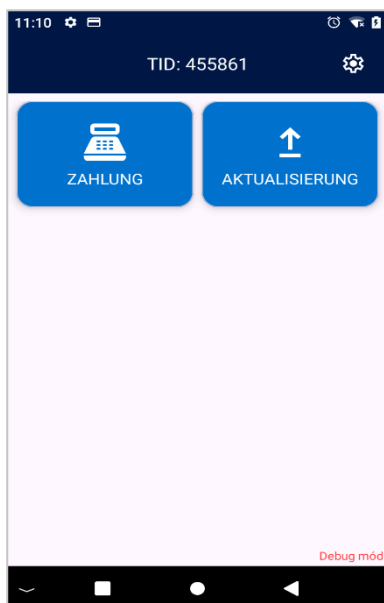 11:10
TID: 455861
ZAHLUNG
AKTUALISIERUNG
Debug mód